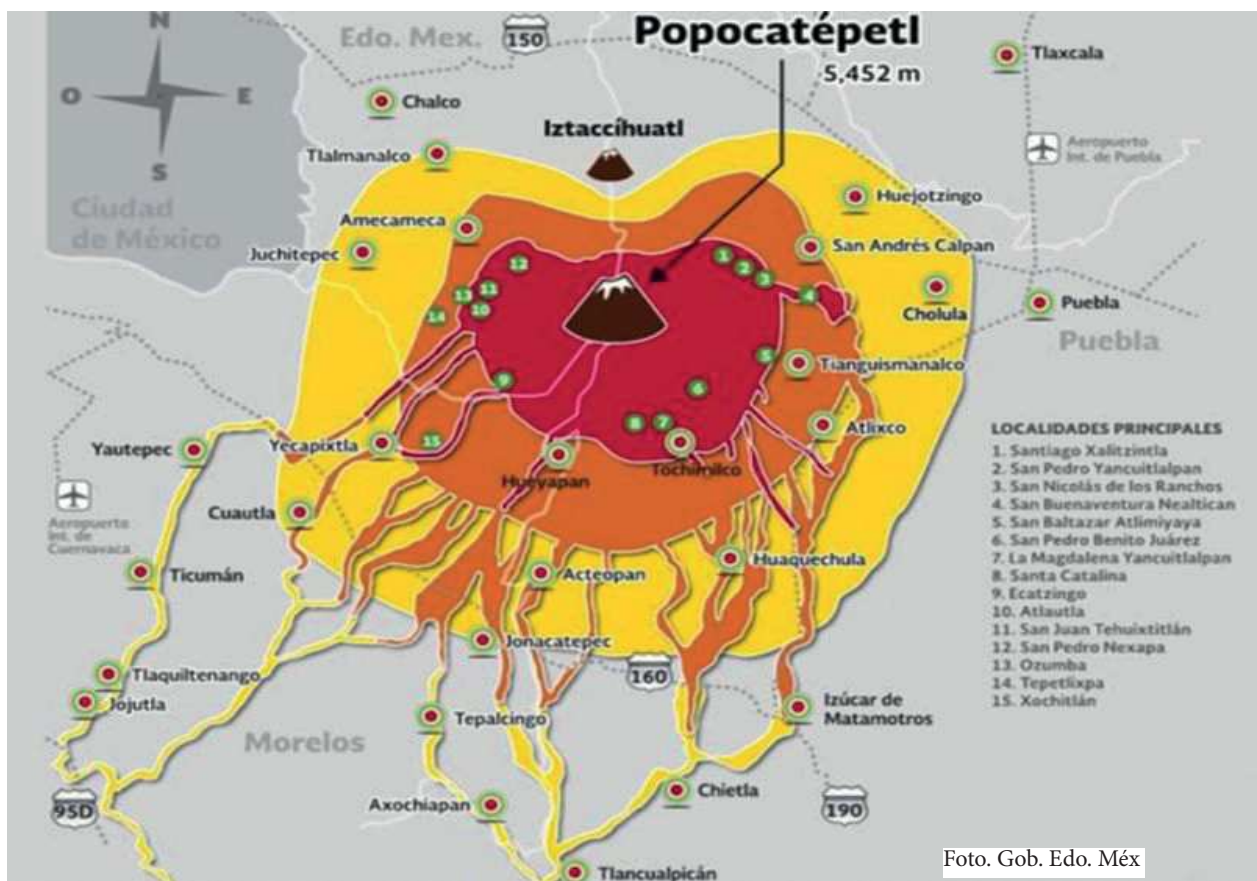 N
O
E
S
Edo. Mex.
150
Popocatépetl
5,452 m
Tlaxcala
Chalco
Iztaccíhuatl
Aeropuerto
Int. de Puebla
Tlalmanalco
Huejotzingo
Ciudad
de México
Amecameca
Juchitepec
San Andrés Calpan
1
2
3
4
5
6
7
8
9
10
11
12
13
14
15
Cholula
Puebla
Puebla
Tianguismanalco
Yautepec
Yecapixtla
Atlixco
Hueyapan
Tochimilco
Aeropuerto
Int. de
Cuernavaca
Cuautla
Ticumán
Acteopan
Huaquechula
Jonacatepec
160
Tlaquiltenango
Jojutla
Tepalcingo
Izúcar de
Matamotros
Morelos
95D
Axochiapan
Chietla
190
Tlancualpicán
LOCALIDADES PRINCIPALES
1. Santiago Xalitzintla
2. San Pedro Yancuitlalpan
3. San Nicolás de los Ranchos
4. San Buenaventura Nealtican
5. San Baltazar Atlimiyaya
6. San Pedro Benito Juárez
7. La Magdalena Yancuitlalpan
8. Santa Catalina
9. Ecatzingo
10. Atlautla
11. San Juan Tehuixtitlán
12. San Pedro Nexapa
13. Ozumba
14. Tepetlixpa
15. Xochitlán
Foto. Gob. Edo. Méx